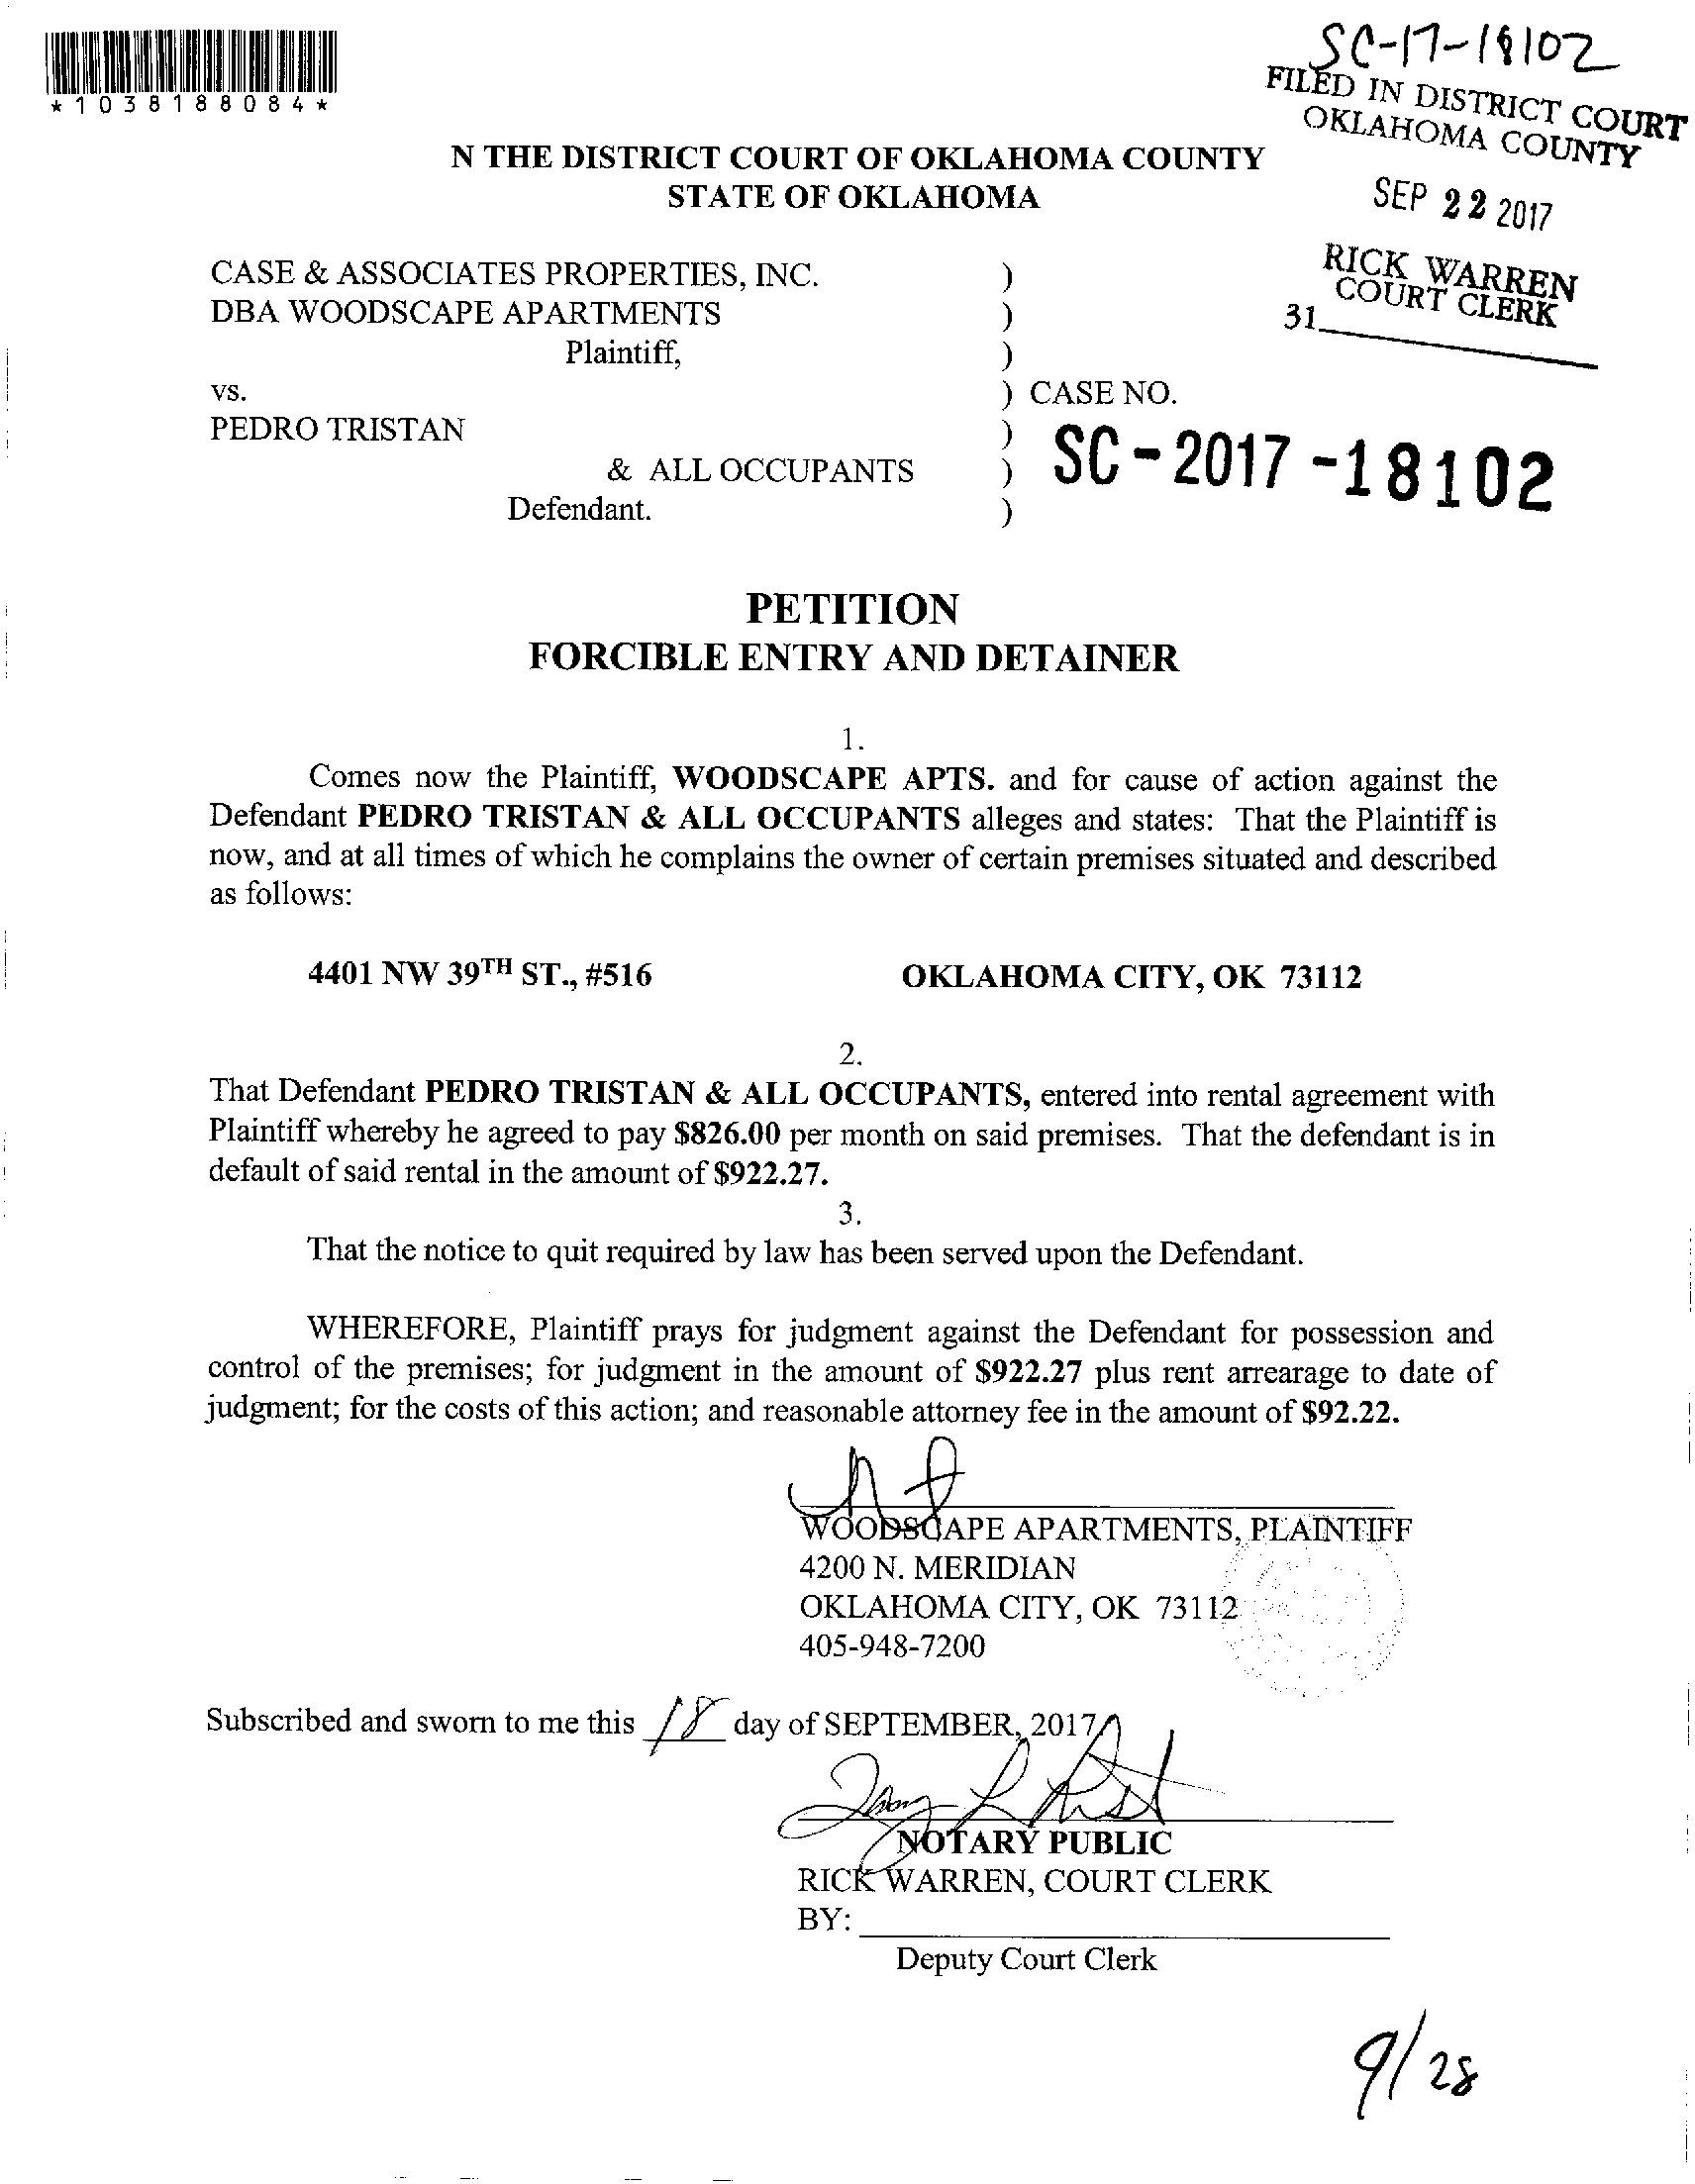 SC-17-18102
*1038188084*
FILED IN DISTRICT COURT
OKLAHOMA COUNTY
N THE DISTRICT COURT OF OKLAHOMA COUNTY
STATE OF OKLAHOMA
SEP 22 2017
RICK WARREN
COURT CLERK
31
CASE & ASSOCIATES PROPERTIES, INC. )
DBA WOODSCAPE APARTMENTS )
Plaintiff, )
vs. ) CASE NO.
PEDRO TRISTAN )
& ALL OCCUPANTS ) SC-2017-18102
Defendant. )
PETITION
FORCIBLE ENTRY AND DETAINER
1.
Comes now the Plaintiff, WOODSCAPE APTS. and for cause of action against the
Defendant PEDRO TRISTAN & ALL OCCUPANTS alleges and states: That the Plaintiff is
now, and at all times of which he complains the owner of certain premises situated and described
as follows:
4401 NW 39TH ST., #516 OKLAHOMA CITY, OK 73112
2.
That Defendant PEDRO TRISTAN & ALL OCCUPANTS, entered into rental agreement with
Plaintiff whereby he agreed to pay $826.00 per month on said premises. That the defendant is in
default of said rental in the amount of $922.27.
3.
That the notice to quit required by law has been served upon the Defendant.
WHEREFORE, Plaintiff prays for judgment against the Defendant for possession and
control of the premises; for judgment in the amount of $922.27 plus rent arrearage to date of
judgment; for the costs of this action; and reasonable attorney fee in the amount of $92.22.
WOODSCAPE APARTMENTS, PLAINTIFF
4200 N. MERIDIAN
OKLAHOMA CITY, OK 73112
405-948-7200
Subscribed and sworn to me this 18 day of SEPTEMBER, 2017
NOTARY PUBLIC
RICK WARREN, COURT CLERK
BY:
Deputy Court Clerk
9/28